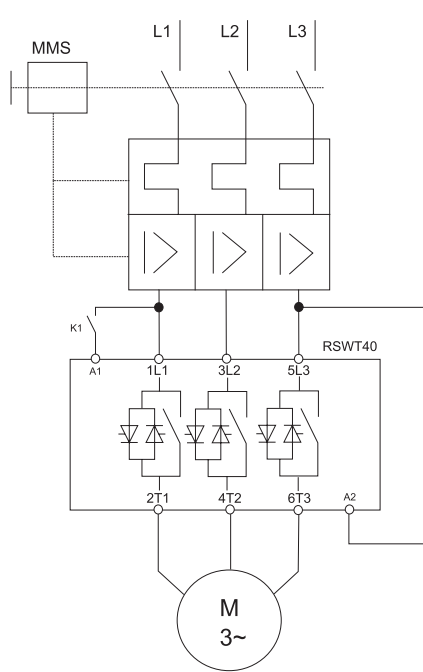 L1 L2 L3
MMS
K1
RSWT40
A1 1L1 3L2 5L3
2T1 4T2 6T3 A2
M
3~